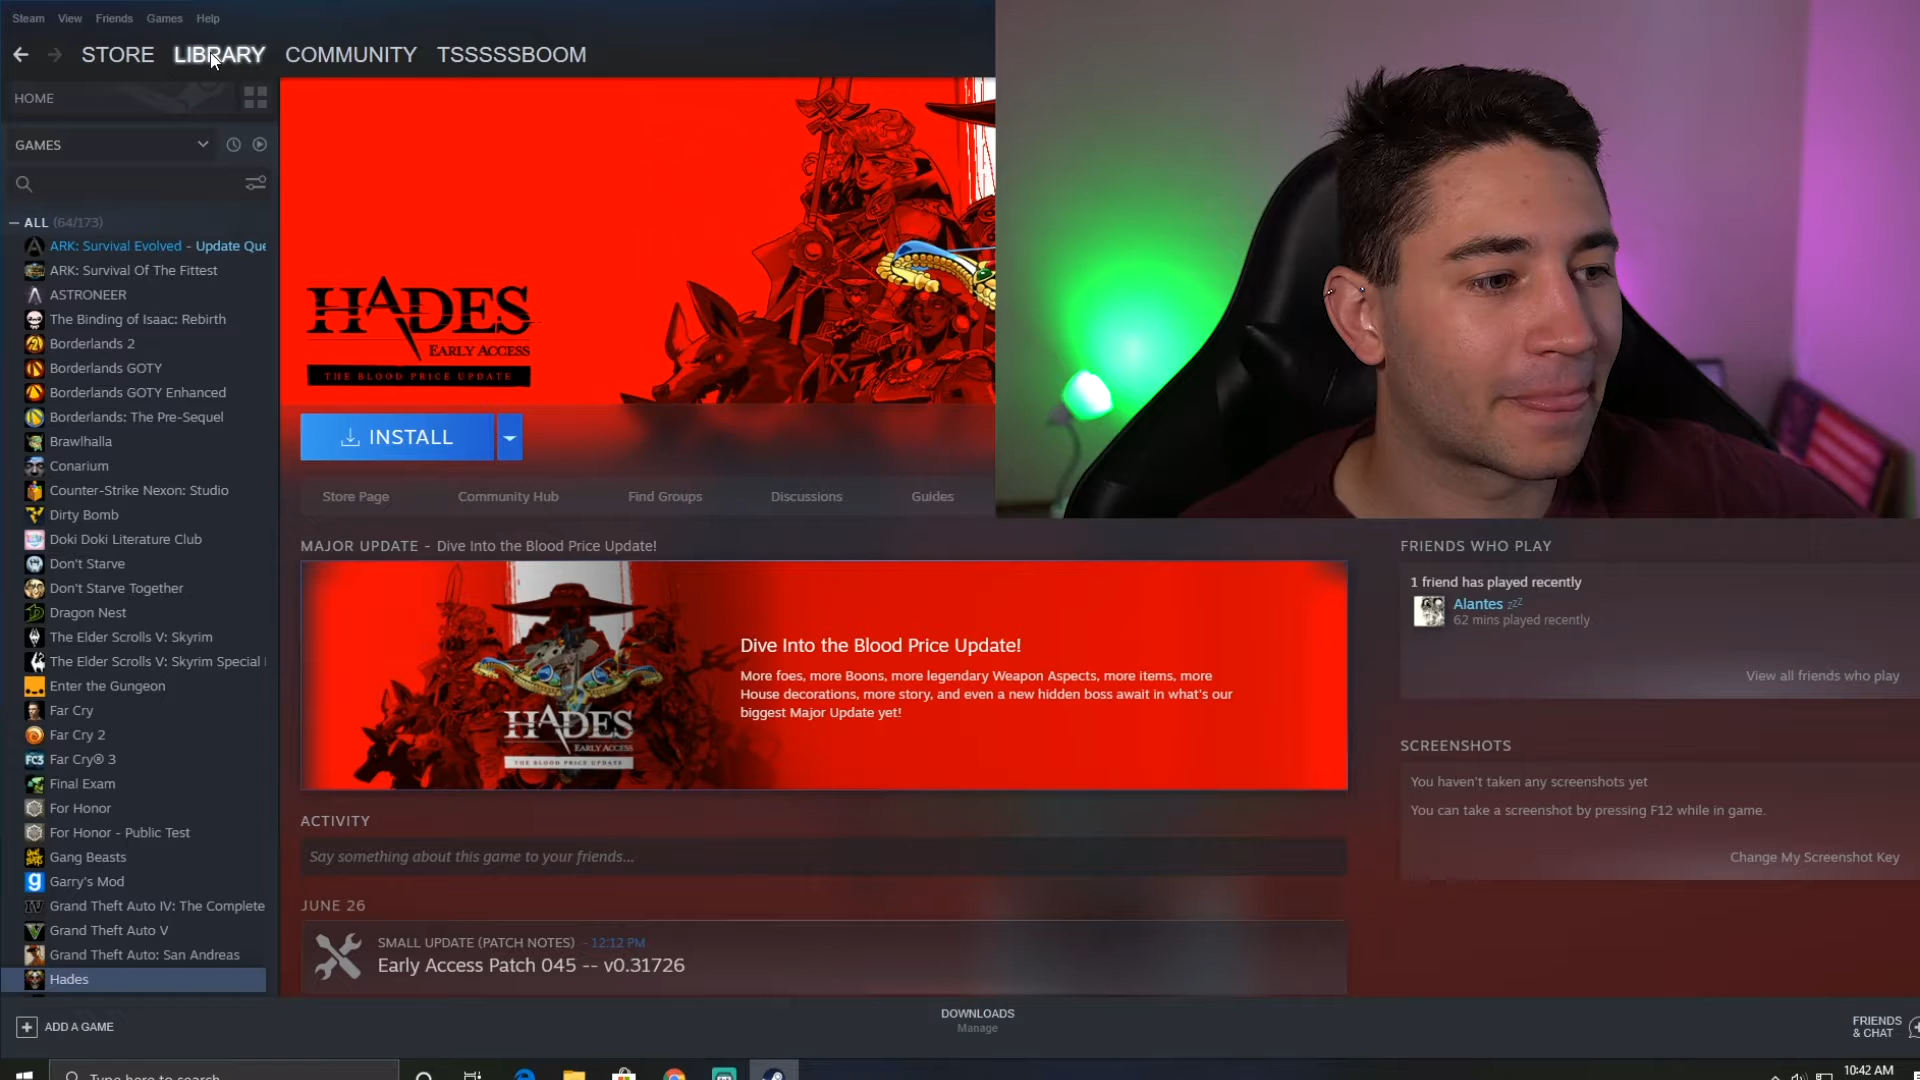 Steam View Friends Games Help
STORE LIBRARY COMMUNITY TSSSSSBOOM
HOME
GAMES
ALL (64/173)
ARK: Survival Evolved - Update Que
ARK: Survival Of The Fittest
ASTRONEER
The Binding of Isaac: Rebirth
Borderlands 2
Borderlands GOTY
Borderlands GOTY Enhanced
Borderlands: The Pre-Sequel
Brawlhalla
Conarium
Counter-Strike Nexon: Studio
Dirty Bomb
Doki Doki Literature Club
Don't Starve
Don't Starve Together
Dragon Nest
The Elder Scrolls V: Skyrim
The Elder Scrolls V: Skyrim Special
Enter the Gungeon
Far Cry
Far Cry 2
FC3 Far Cry® 3
Final Exam
For Honor
For Honor - Public Test
Gang Beasts
Garry's Mod
Grand Theft Auto IV: The Complete
Grand Theft Auto V
Grand Theft Auto: San Andreas
Hades
ADD A GAME
HADES
EARLY ACCESS
THE BLOOD PRICE UPDATE
INSTALL
Store Page Community Hub Find Groups Discussions Guides
MAJOR UPDATE - Dive Into the Blood Price Update!
HADES
EARLY ACCESS
THE BLOOD PRICE UPDATE
Dive Into the Blood Price Update!
More foes, more Boons, more legendary Weapon Aspects, more items, more
House decorations, more story, and even a new hidden boss await in what's our
biggest Major Update yet!
ACTIVITY
Say something about this game to your friends...
JUNE 26
SMALL UPDATE (PATCH NOTES) - 12:12 PM
Early Access Patch 045 -- v0.31726
FRIENDS WHO PLAY
1 friend has played recently
Alantes zzZ
62 mins played recently
View all friends who play
SCREENSHOTS
You haven't taken any screenshots yet
You can take a screenshot by pressing F12 while in game.
Change My Screenshot Key
DOWNLOADS
Manage
FRIENDS
& CHAT
Type here to search
10:42 AM